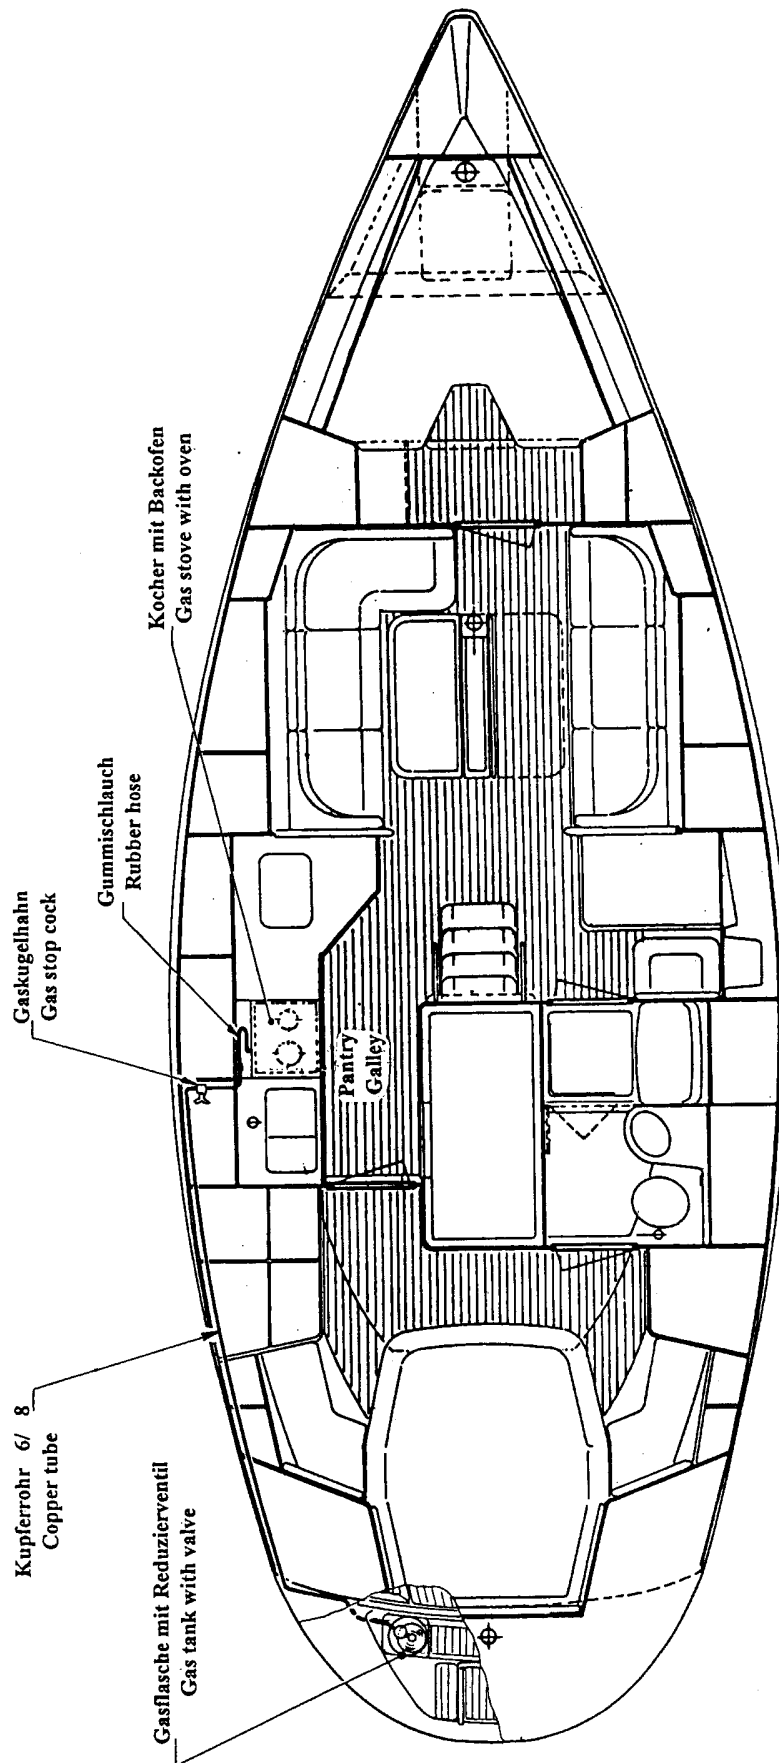 Kupferrohr 6/ 8
Copper tube
Gasflasche mit Reduzierventil
Gas tank with valve
Gaskugelhahn
Gas stop cock
Gummischlauch
Rubber hose
Kocher mit Backofen
Gas stove with oven
Pantry
Galley